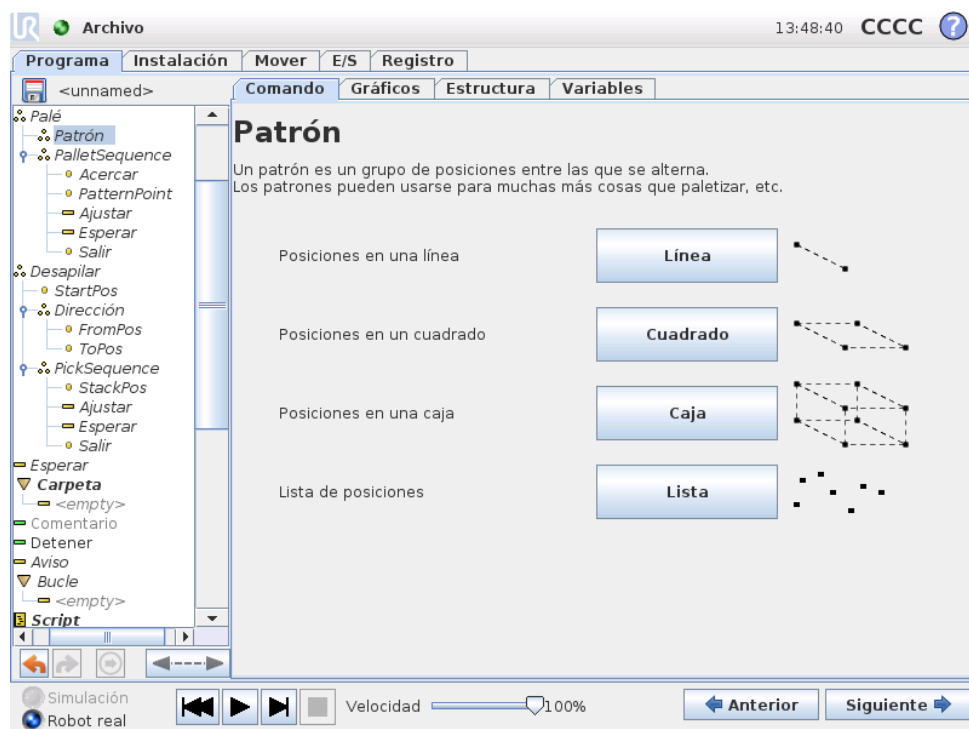 UR Archivo 13:48:40 CCCC ?
Programa Instalación Mover E/S Registro
<unnamed>
Comando Gráficos Estructura Variables
Palé
Patrón
PalletSequence
Acercar
PatternPoint
Ajustar
Esperar
Salir
Desapilar
StartPos
Dirección
FromPos
ToPos
PickSequence
StackPos
Ajustar
Esperar
Salir
Esperar
Carpeta
<empty>
Comentario
Detener
Aviso
Bucle
<empty>
Script
Patrón
Un patrón es un grupo de posiciones entre las que se alterna.
Los patrones pueden usarse para muchas más cosas que paletizar, etc.
Posiciones en una línea Línea
Posiciones en un cuadrado Cuadrado
Posiciones en una caja Caja
Lista de posiciones Lista
Simulación
Robot real
Velocidad 100%
Anterior Siguiente